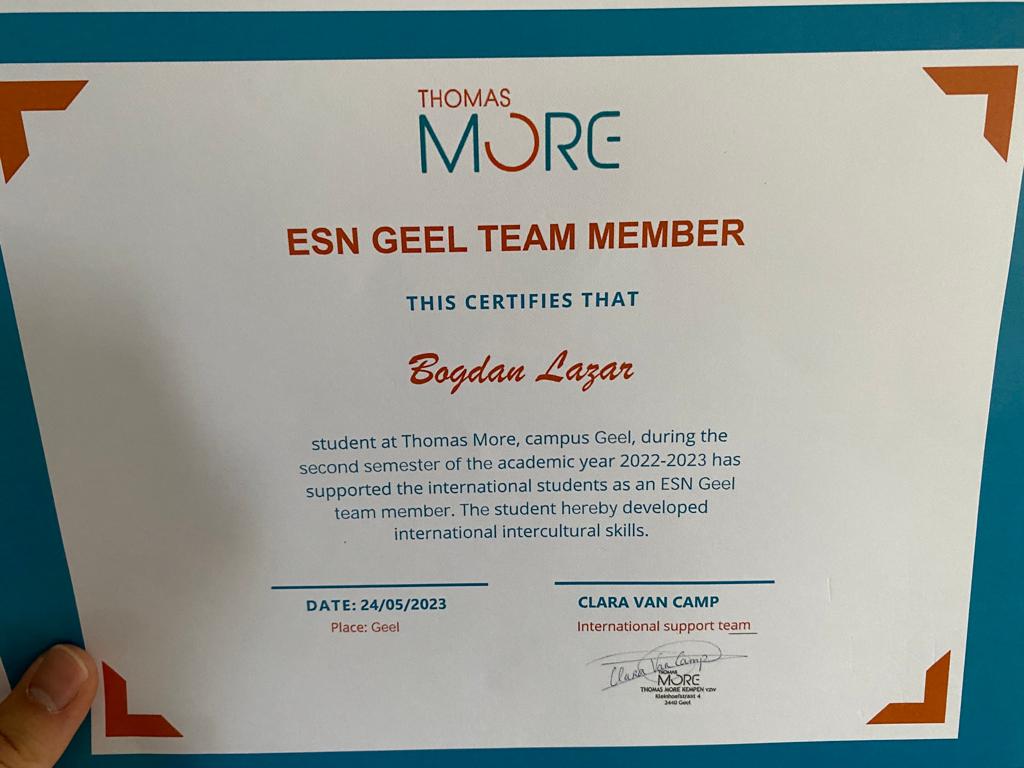 THOMAS
MORE
ESN GEEL TEAM MEMBER
THIS CERTIFIES THAT
Bogdan Lazar
student at Thomas More, campus Geel, during the
second semester of the academic year 2022-2023 has
supported the international students as an ESN Geel
team member. The student hereby developed
international intercultural skills.
DATE: 24/05/2023
Place: Geel
CLARA VAN CAMP
International support team
Clara Van Camp
THOMAS
MORE
THOMAS MORE KEMPEN vzw
Kleinhoefstraat 4
2440 Geel